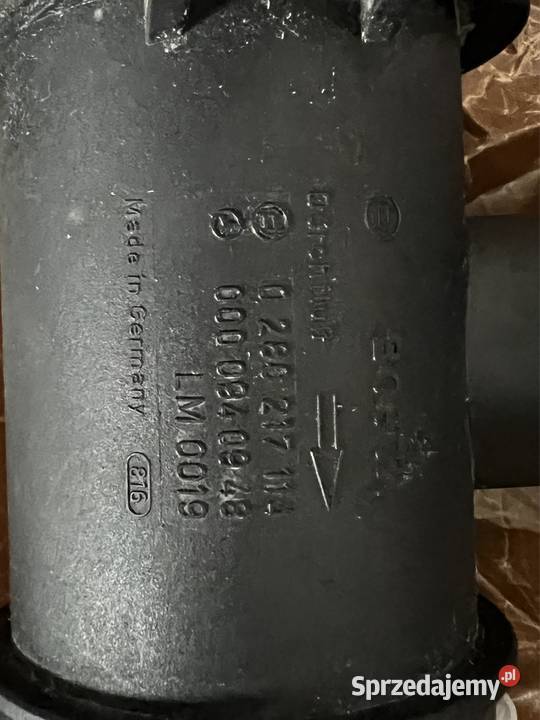 BOSCH
Durchfluß
0 280 217 114
000 094 09 48
LM 0019
Made in Germany
816
Sprzedajemy.pl